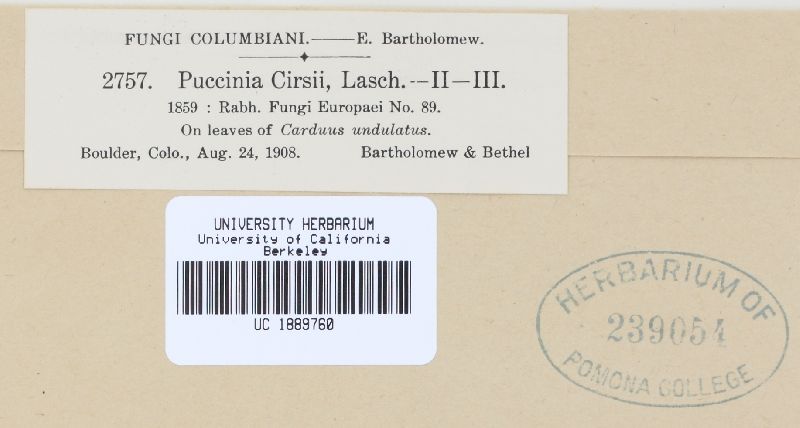 FUNGI COLUMBIANI.——E. Bartholomew.
2757. Puccinia Cirsii, Lasch.--II—III.
1859 : Rabh. Fungi Europaei No. 89.
On leaves of Carduus undulatus.
Boulder, Colo., Aug. 24, 1908. Bartholomew & Bethel
UNIVERSITY HERBARIUM
University of California
Berkeley
UC 1889760
HERBARIUM OF
239054
POMONA COLLEGE